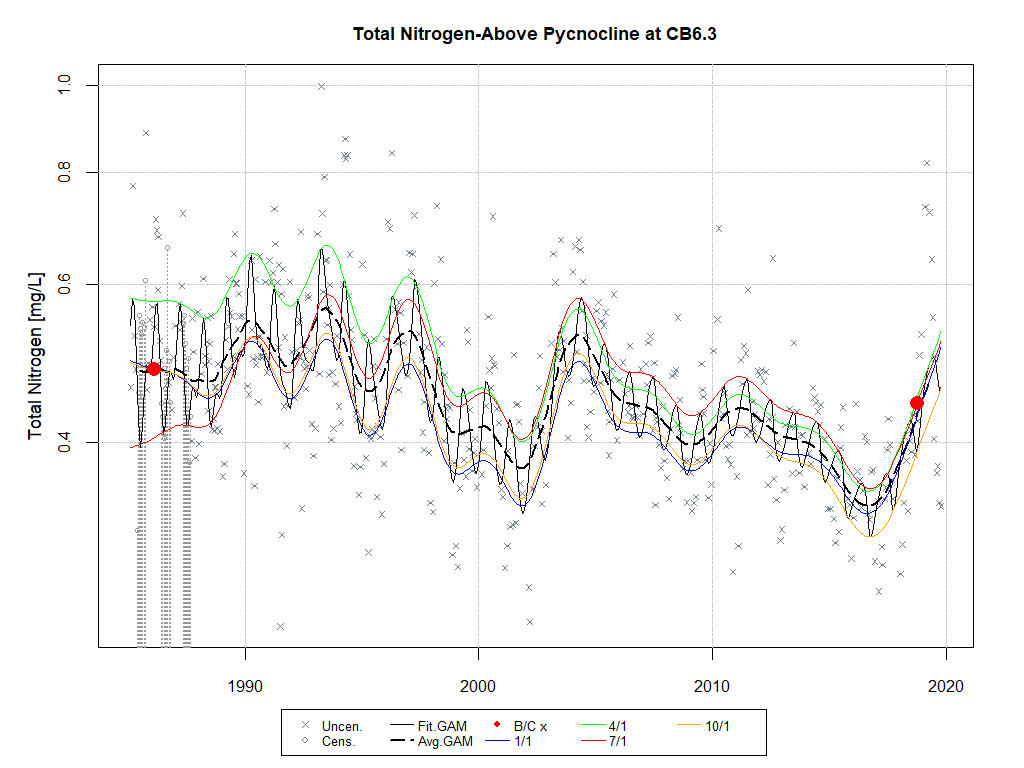 Total Nitrogen-Above Pycnocline at CB6.3
Total Nitrogen [mg/L]
1.0
0.8
0.6
0.4
1990 2000 2010 2020
Uncen. Fit.GAM B/C x 4/1 10/1
Cens. Avg.GAM 1/1 7/1